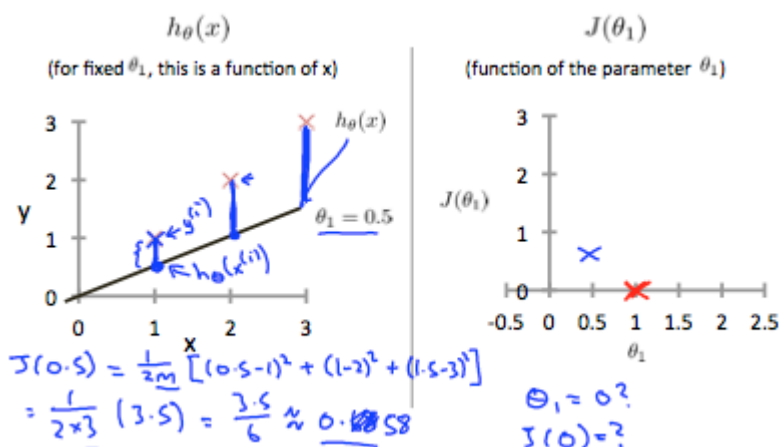 hθ(x)
(for fixed θ1, this is a function of x)
3
2
1
0
y
0 1 2 3
x
hθ(x)
θ1 = 0.5
y(i)
hθ(x(i))
J(0.5) = 1/2m [(0.5-1)² + (1-2)² + (1.5-3)²]
= 1/2×3 (3.5) = 3.5/6 ≈ 0.58
J(θ1)
(function of the parameter θ1)
3
2
1
0
J(θ1)
-0.5 0 0.5 1 1.5 2 2.5
θ1
θ1 = 0?
J(0) = ?